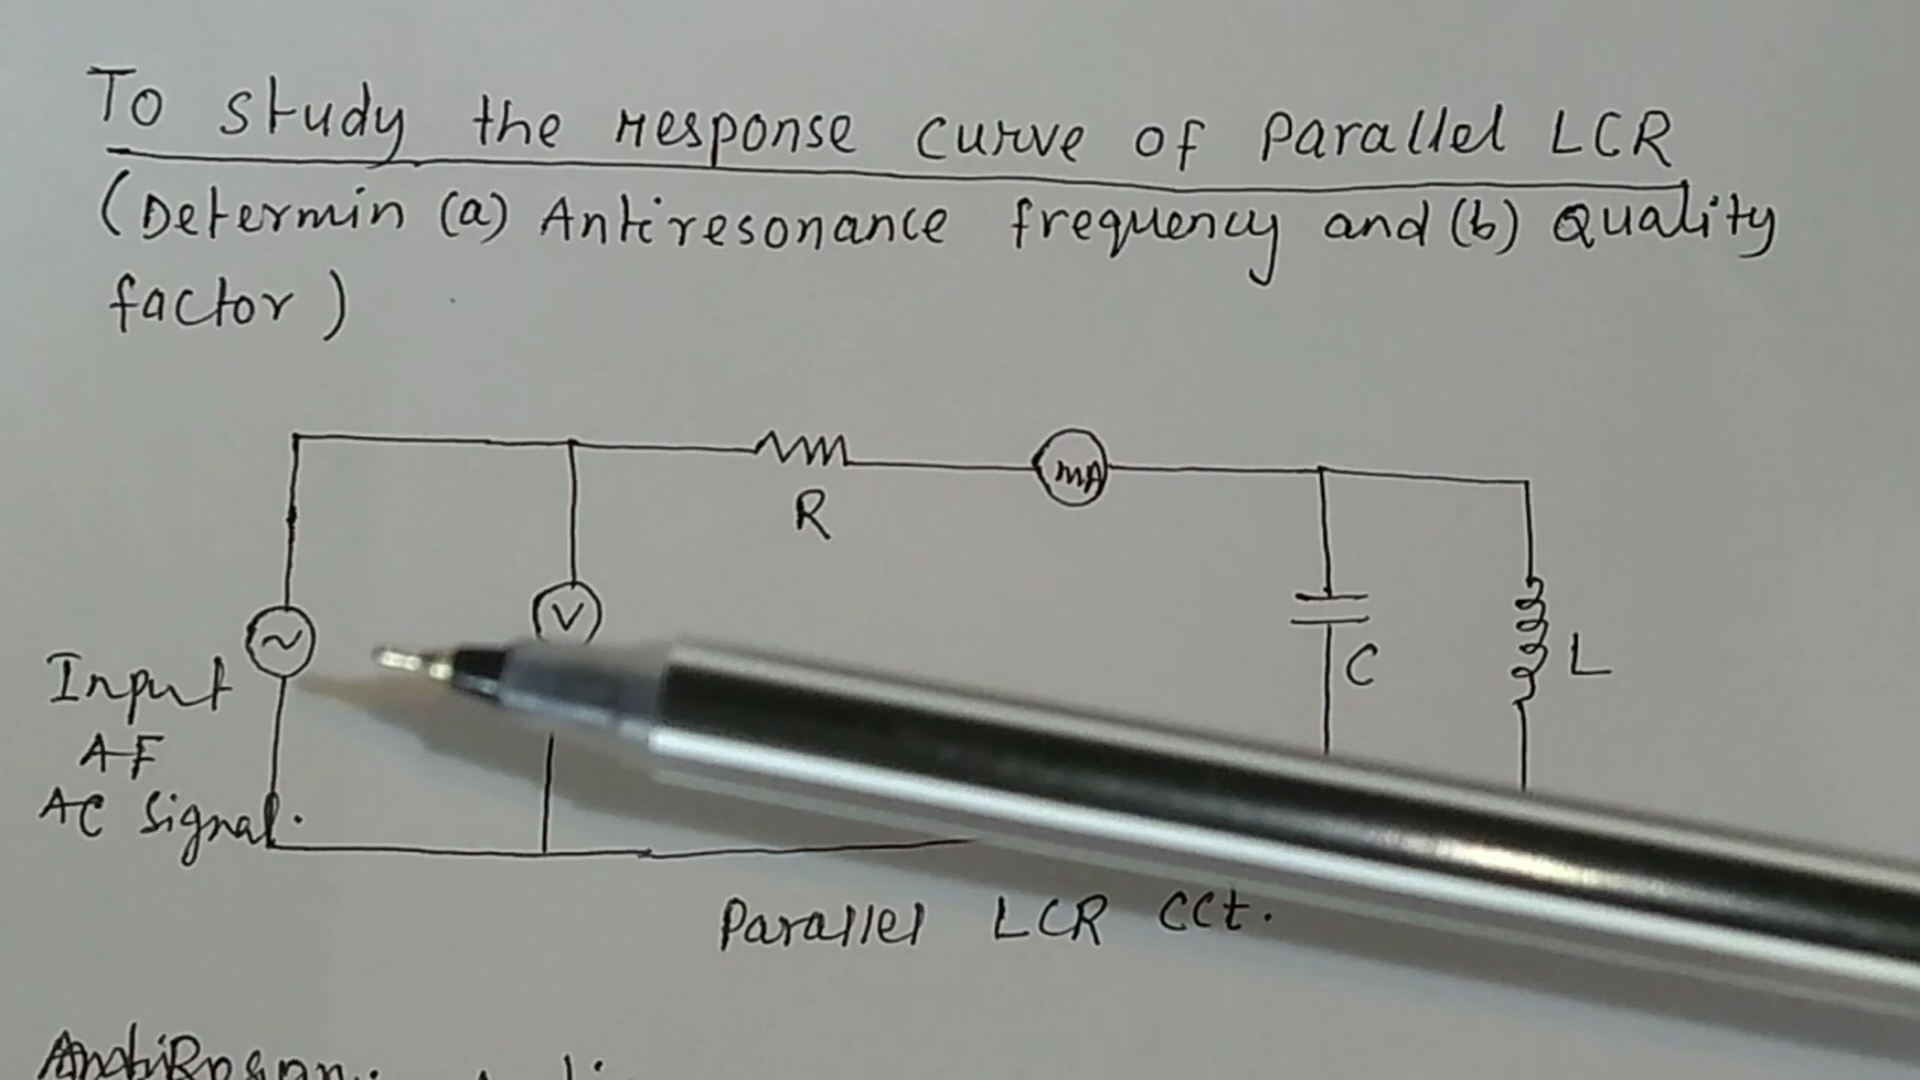 To study the response curve of parallel LCR
(Determin (a) Antiresonance frequency and (b) Quality
factor)
R
mA
V
~
C
L
Input
AF
AC signal.
Parallel LCR CCt.